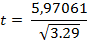 t = 5,97061 / √3.29